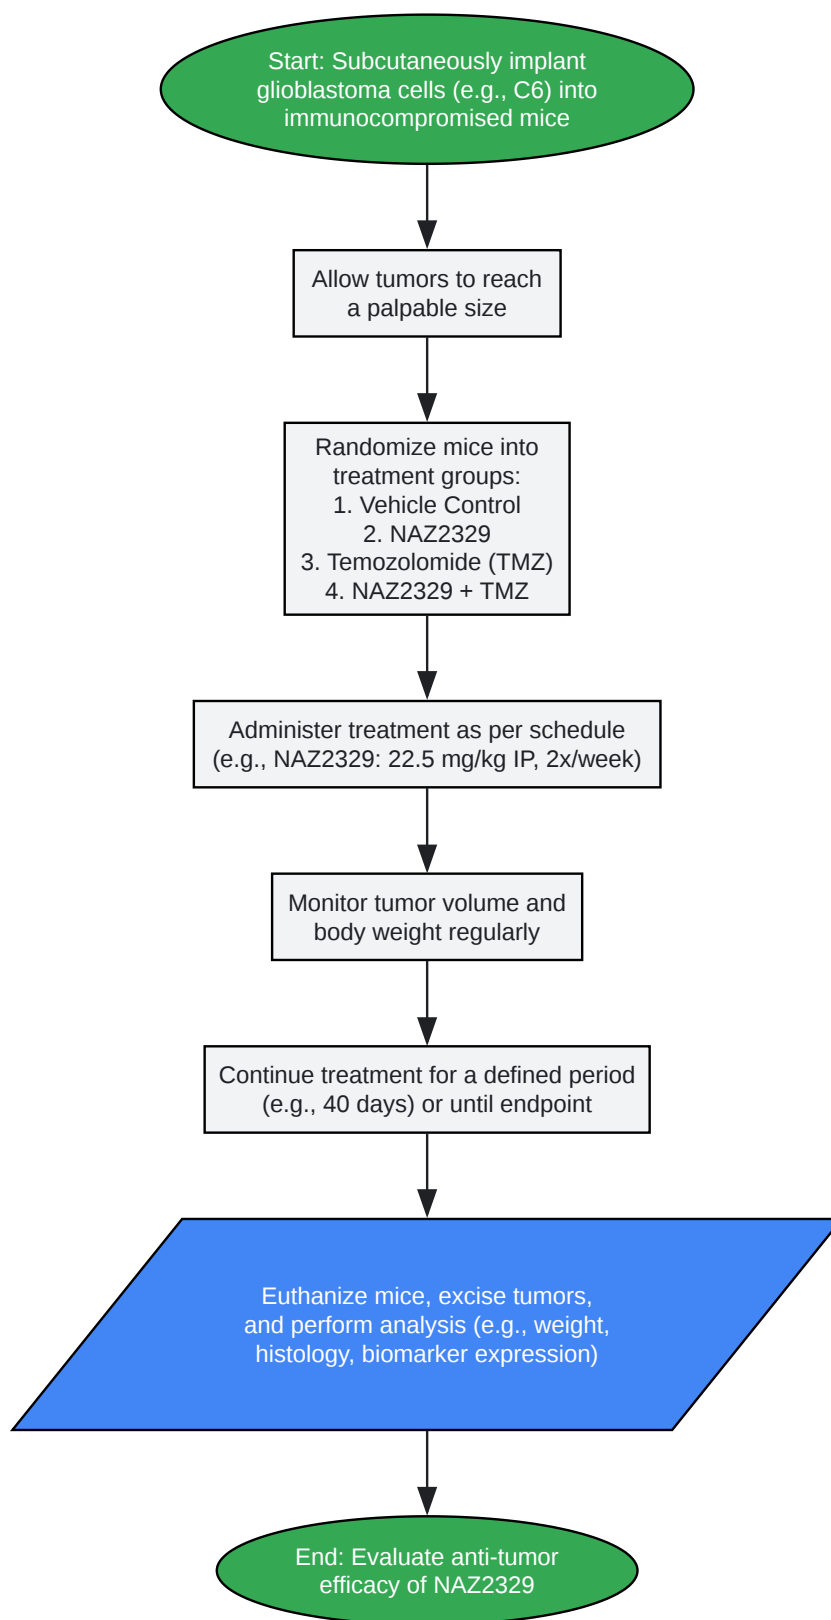 Start: Subcutaneously implant
glioblastoma cells (e.g., C6) into
immunocompromised mice
Allow tumors to reach
a palpable size
Randomize mice into
treatment groups:
1. Vehicle Control
2. NAZ2329
3. Temozolomide (TMZ)
4. NAZ2329 + TMZ
Administer treatment as per schedule
(e.g., NAZ2329: 22.5 mg/kg IP, 2x/week)
Monitor tumor volume and
body weight regularly
Continue treatment for a defined period
(e.g., 40 days) or until endpoint
Euthanize mice, excise tumors,
and perform analysis (e.g., weight,
histology, biomarker expression)
End: Evaluate anti-tumor
efficacy of NAZ2329